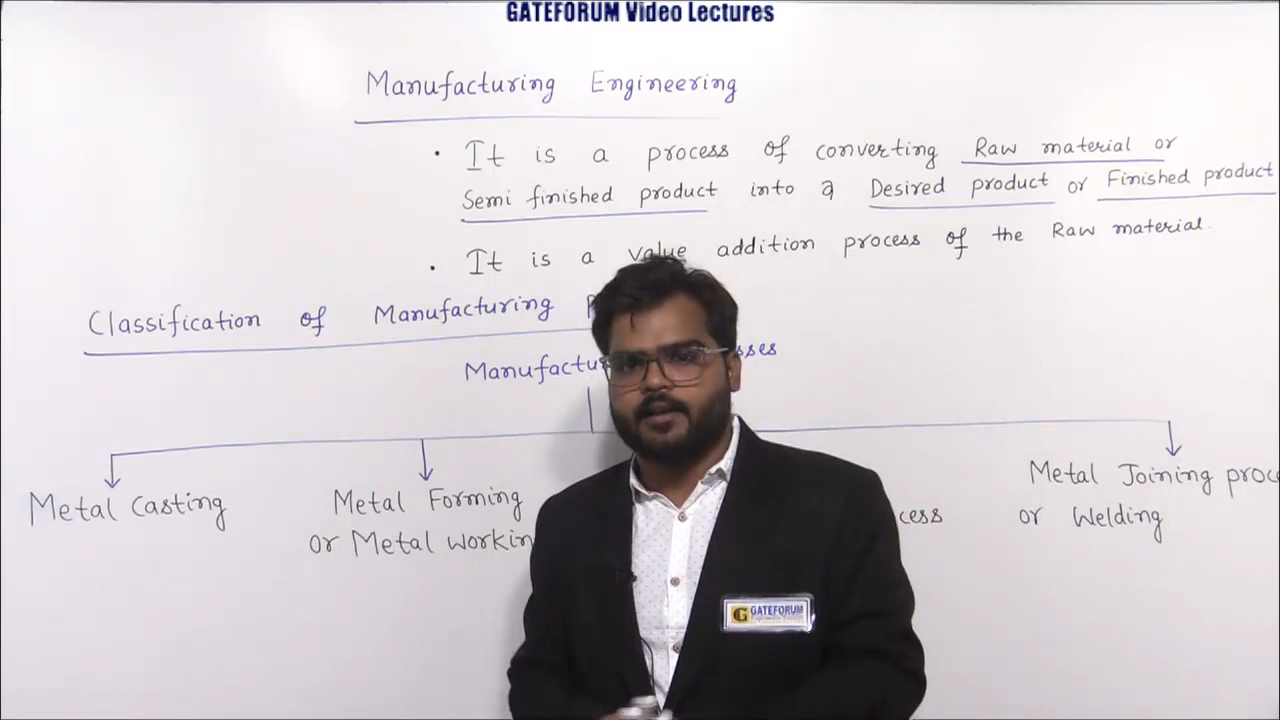 GATEFORUM Video Lectures
Manufacturing Engineering
• It is a process of converting Raw material or
Semi finished product into a Desired product or Finished product
• It is a value addition process of the Raw material.
Classification of Manufacturing
Metal Casting
Metal Forming
or Metal
Metal Joining
or Welding
GATEFORUM